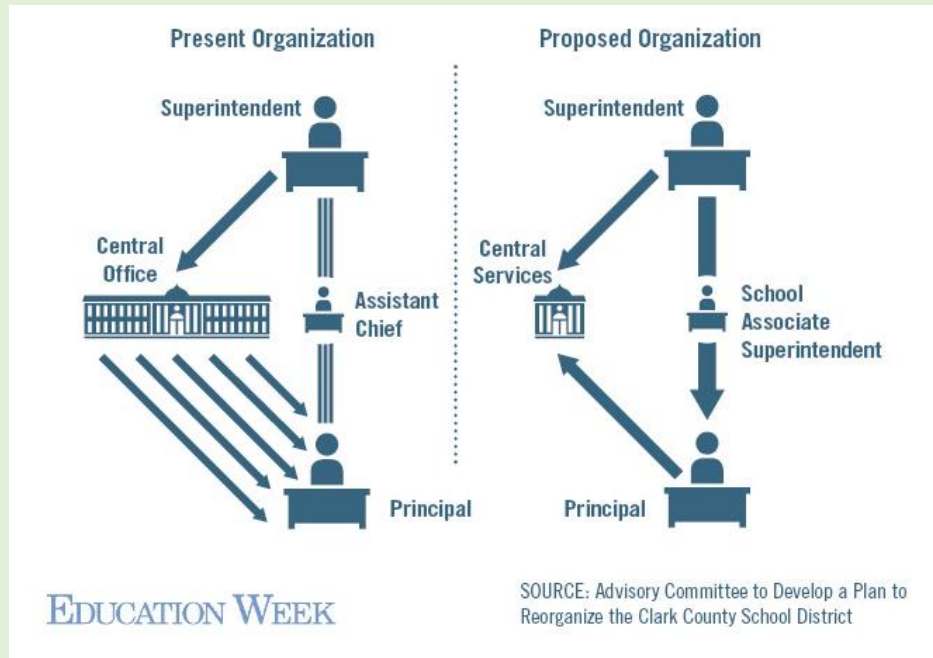 Present Organization
Superintendent
Central
Office
Assistant
Chief
Principal
Proposed Organization
Superintendent
Central
Services
School
Associate
Superintendent
Principal
EDUCATION WEEK
SOURCE: Advisory Committee to Develop a Plan to
Reorganize the Clark County School District